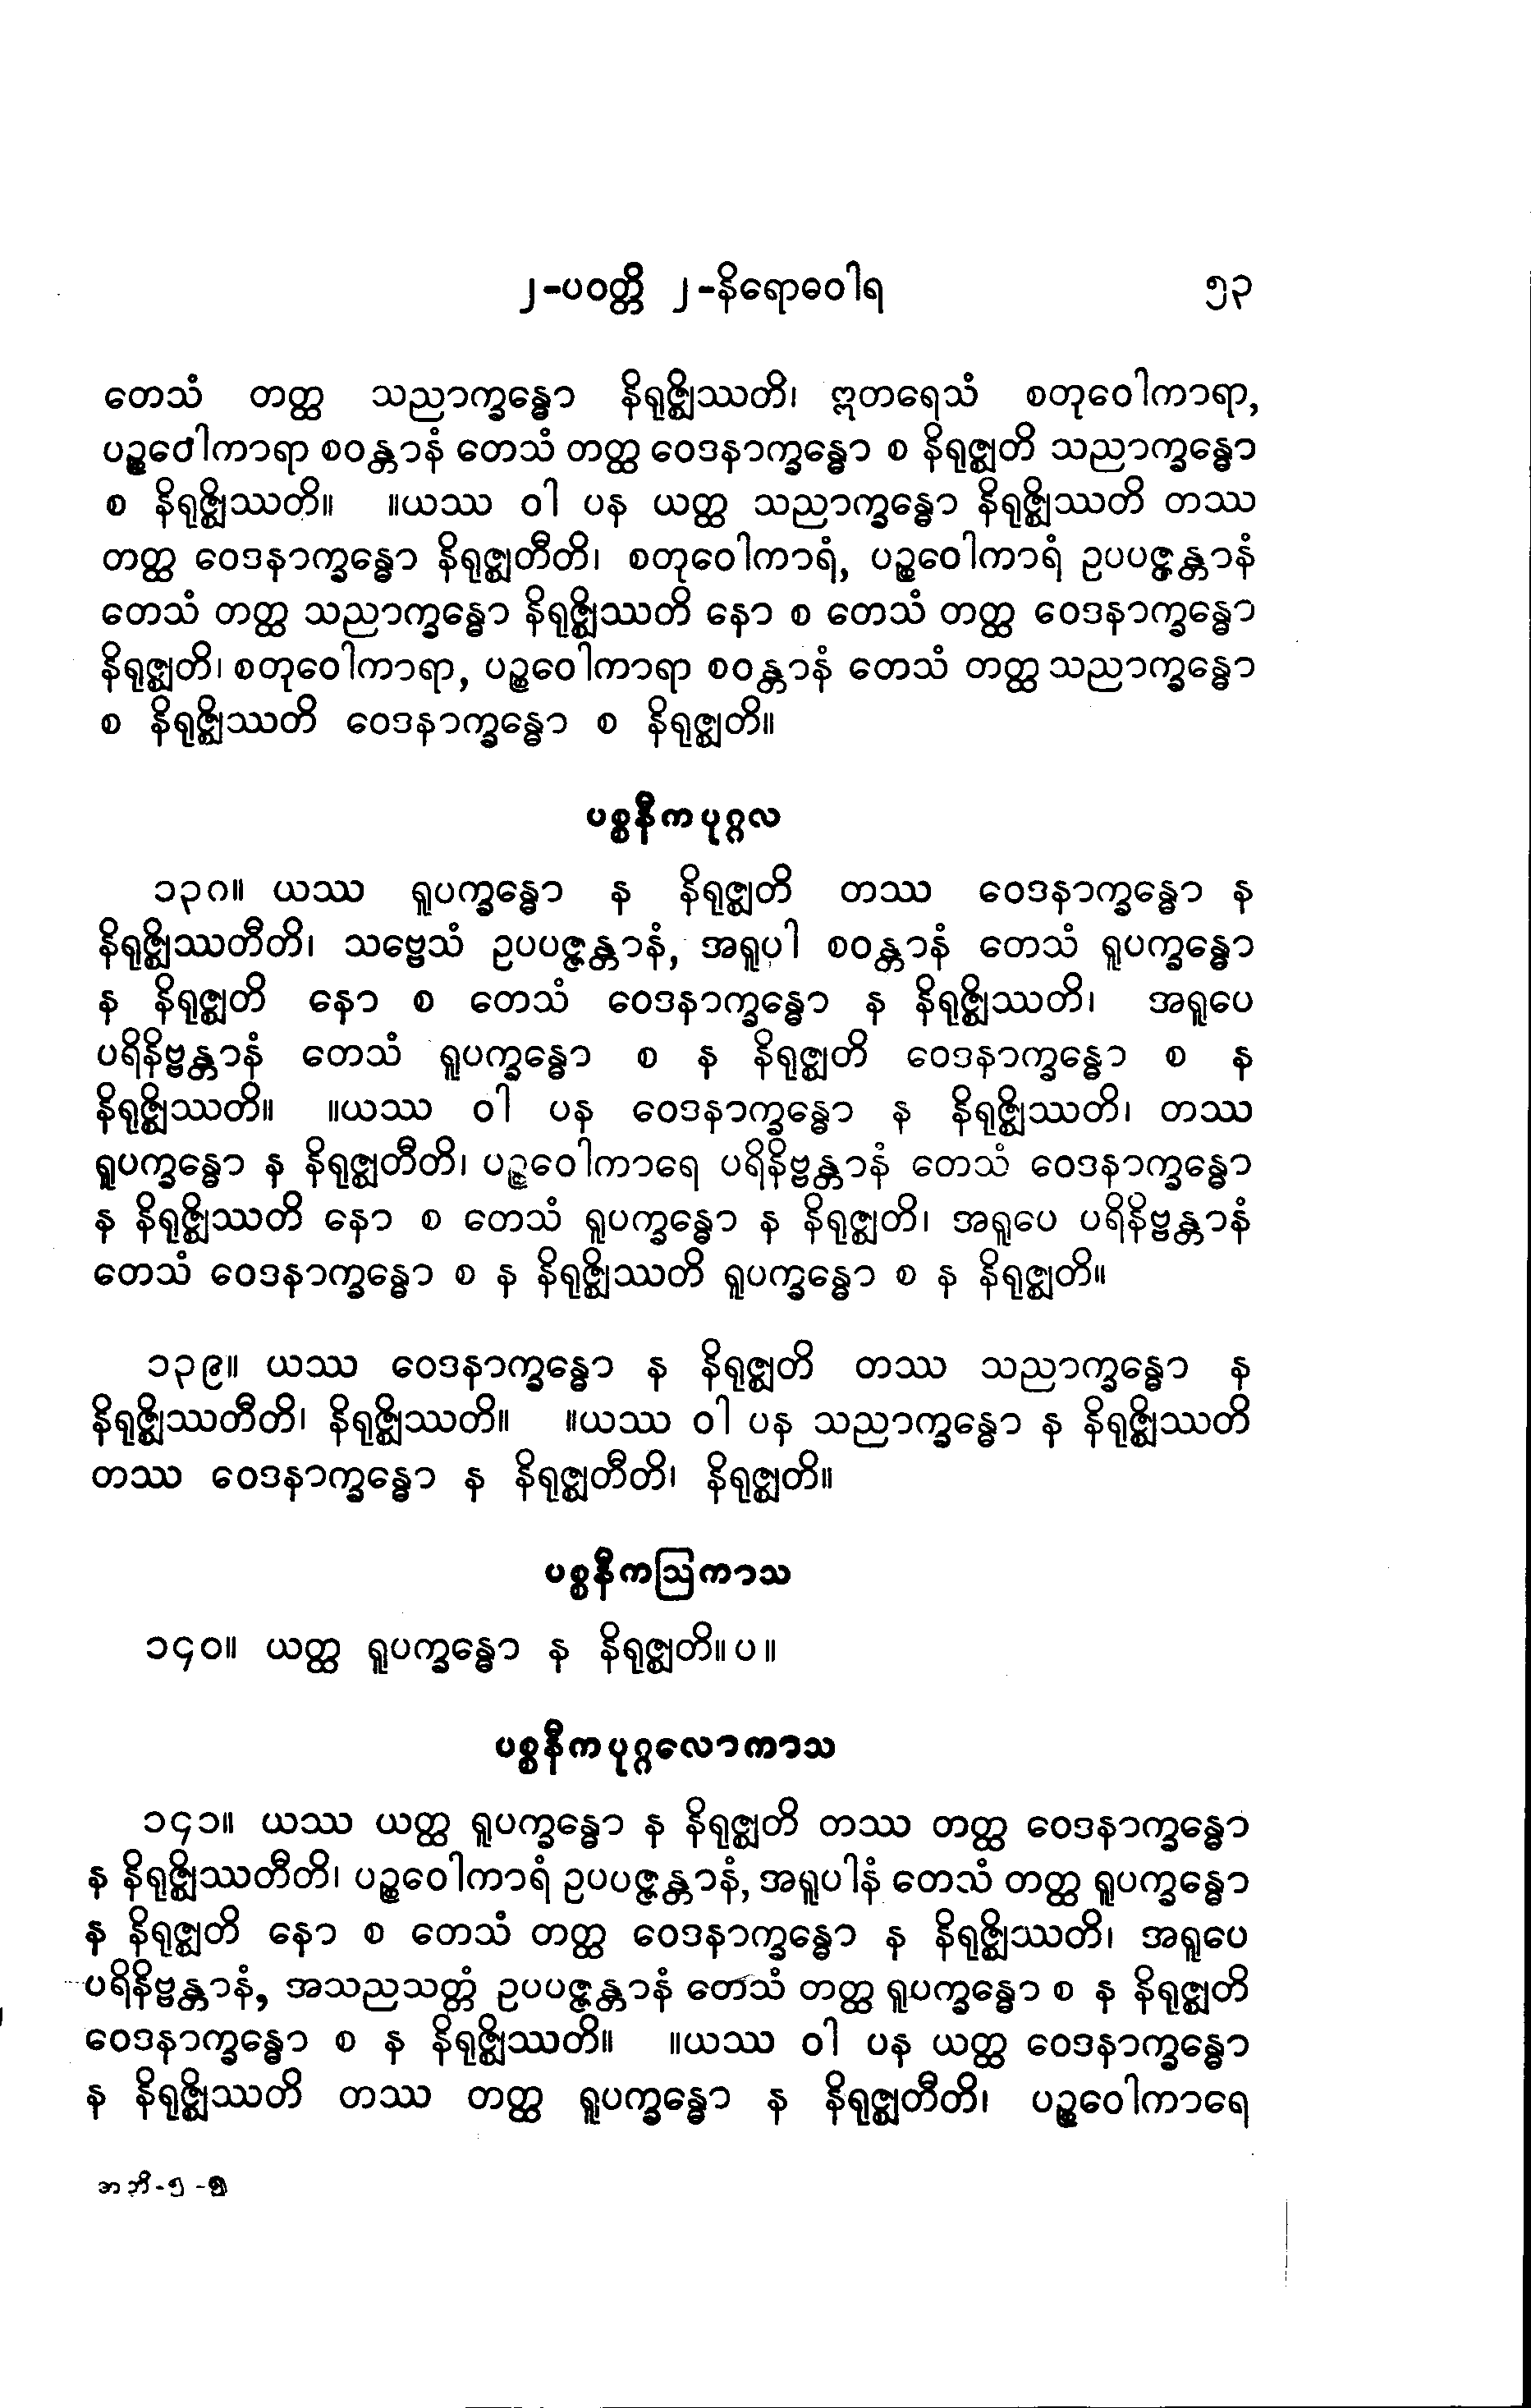 ၂-ပဝတ္တိ ၂-နိရောဓဝါရ ၅၃
တေသံ တတ္ထ သညာက္ခန္ဓော နိရုဇ္ဈိဿတိ၊ ဣတရေသံ စတုဝေါကာရာ,
ပဉ္စဝေါကာရာ စဝန္တာနံ တေသံ တတ္ထ ဝေဒနာက္ခန္ဓော စ နိရုဇ္ဈတိ သညာက္ခန္ဓော
စ နိရုဇ္ဈိဿတိ။ ။ယဿ ဝါ ပန ယတ္ထ သညာက္ခန္ဓော နိရုဇ္ဈိဿတိ တဿ
တတ္ထ ဝေဒနာက္ခန္ဓော နိရုဇ္ဈတီတိ၊ စတုဝေါကာရံ, ပဉ္စဝေါကာရံ ဥပပဇ္ဇန္တာနံ
တေသံ တတ္ထ သညာက္ခန္ဓော နိရုဇ္ဈိဿတိ နော စ တေသံ တတ္ထ ဝေဒနာက္ခန္ဓော
နိရုဇ္ဈတိ၊ စတုဝေါကာရာ, ပဉ္စဝေါကာရာ စဝန္တာနံ တေသံ တတ္ထ သညာက္ခန္ဓော
စ နိရုဇ္ဈိဿတိ ဝေဒနာက္ခန္ဓော စ နိရုဇ္ဈတိ။
ပစ္စနီကပုဂ္ဂလ
၁၃၈။ ယဿ ရူပက္ခန္ဓော န နိရုဇ္ဈတိ တဿ ဝေဒနာက္ခန္ဓော န
နိရုဇ္ဈိဿတီတိ၊ သဗ္ဗေသံ ဥပပဇ္ဇန္တာနံ, အရူပါ စဝန္တာနံ တေသံ ရူပက္ခန္ဓော
န နိရုဇ္ဈတိ နော စ တေသံ ဝေဒနာက္ခန္ဓော န နိရုဇ္ဈိဿတိ၊ အရူပေ
ပရိနိဗ္ဗန္တာနံ တေသံ ရူပက္ခန္ဓော စ န နိရုဇ္ဈတိ ဝေဒနာက္ခန္ဓော စ န
နိရုဇ္ဈိဿတိ။ ။ယဿ ဝါ ပန ဝေဒနာက္ခန္ဓော န နိရုဇ္ဈိဿတိ၊ တဿ
ရူပက္ခန္ဓော န နိရုဇ္ဈတီတိ၊ ပဉ္စဝေါကာရေ ပရိနိဗ္ဗန္တာနံ တေသံ ဝေဒနာက္ခန္ဓော
န နိရုဇ္ဈိဿတိ နော စ တေသံ ရူပက္ခန္ဓော န နိရုဇ္ဈတိ၊ အရူပေ ပရိနိဗ္ဗန္တာနံ
တေသံ ဝေဒနာက္ခန္ဓော စ န နိရုဇ္ဈိဿတိ ရူပက္ခန္ဓော စ န နိရုဇ္ဈတိ။
၁၃၉။ ယဿ ဝေဒနာက္ခန္ဓော န နိရုဇ္ဈတိ တဿ သညာက္ခန္ဓော န
နိရုဇ္ဈိဿတီတိ၊ နိရုဇ္ဈိဿတိ။ ။ယဿ ဝါ ပန သညာက္ခန္ဓော န နိရုဇ္ဈိဿတိ
တဿ ဝေဒနာက္ခန္ဓော န နိရုဇ္ဈတီတိ၊ နိရုဇ္ဈတိ။
ပစ္စနီကဩကာသ
၁၄၀။ ယတ္ထ ရူပက္ခန္ဓော န နိရုဇ္ဈတိ။ပ။
ပစ္စနီကပုဂ္ဂလောကာသ
၁၄၁။ ယဿ ယတ္ထ ရူပက္ခန္ဓော န နိရုဇ္ဈတိ တဿ တတ္ထ ဝေဒနာက္ခန္ဓော
န နိရုဇ္ဈိဿတီတိ၊ ပဉ္စဝေါကာရံ ဥပပဇ္ဇန္တာနံ, အရူပါနံ တေသံ တတ္ထ ရူပက္ခန္ဓော
န နိရုဇ္ဈတိ နော စ တေသံ တတ္ထ ဝေဒနာက္ခန္ဓော န နိရုဇ္ဈိဿတိ၊ အရူပေ
ပရိနိဗ္ဗန္တာနံ, အသညသတ္တံ ဥပပဇ္ဇန္တာနံ တေသံ တတ္ထ ရူပက္ခန္ဓော စ န နိရုဇ္ဈတိ
ဝေဒနာက္ခန္ဓော စ န နိရုဇ္ဈိဿတိ။ ။ယဿ ဝါ ပန ယတ္ထ ဝေဒနာက္ခန္ဓော
န နိရုဇ္ဈိဿတိ တဿ တတ္ထ ရူပက္ခန္ဓော န နိရုဇ္ဈတီတိ၊ ပဉ္စဝေါကာရေ
အဘိ-၅